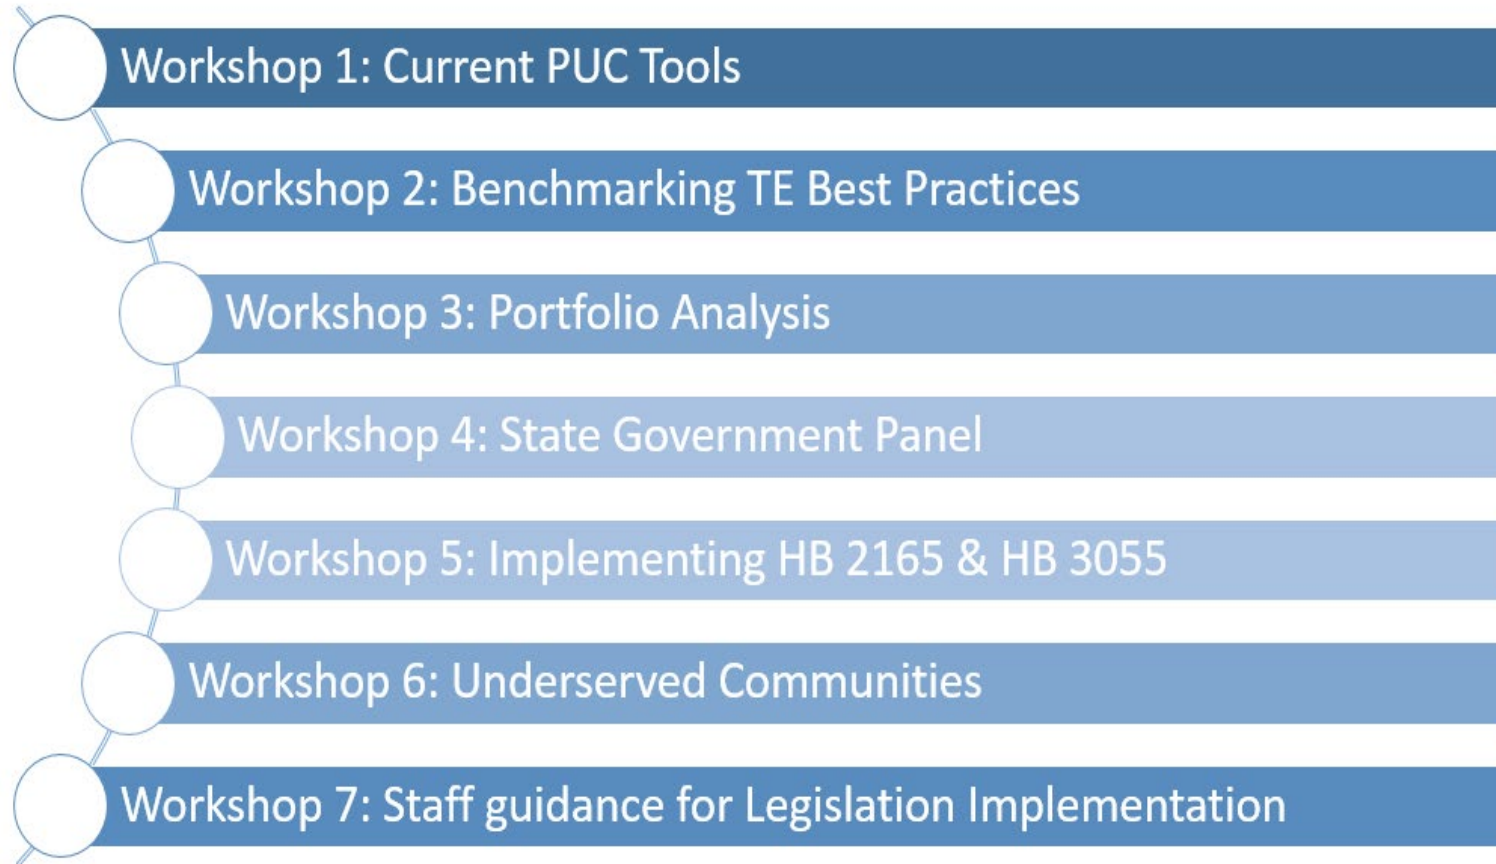 Workshop 1: Current PUC Tools
Workshop 2: Benchmarking TE Best Practices
Workshop 3: Portfolio Analysis
Workshop 4: State Government Panel
Workshop 5: Implementing HB 2165 & HB 3055
Workshop 6: Underserved Communities
Workshop 7: Staff guidance for Legislation Implementation